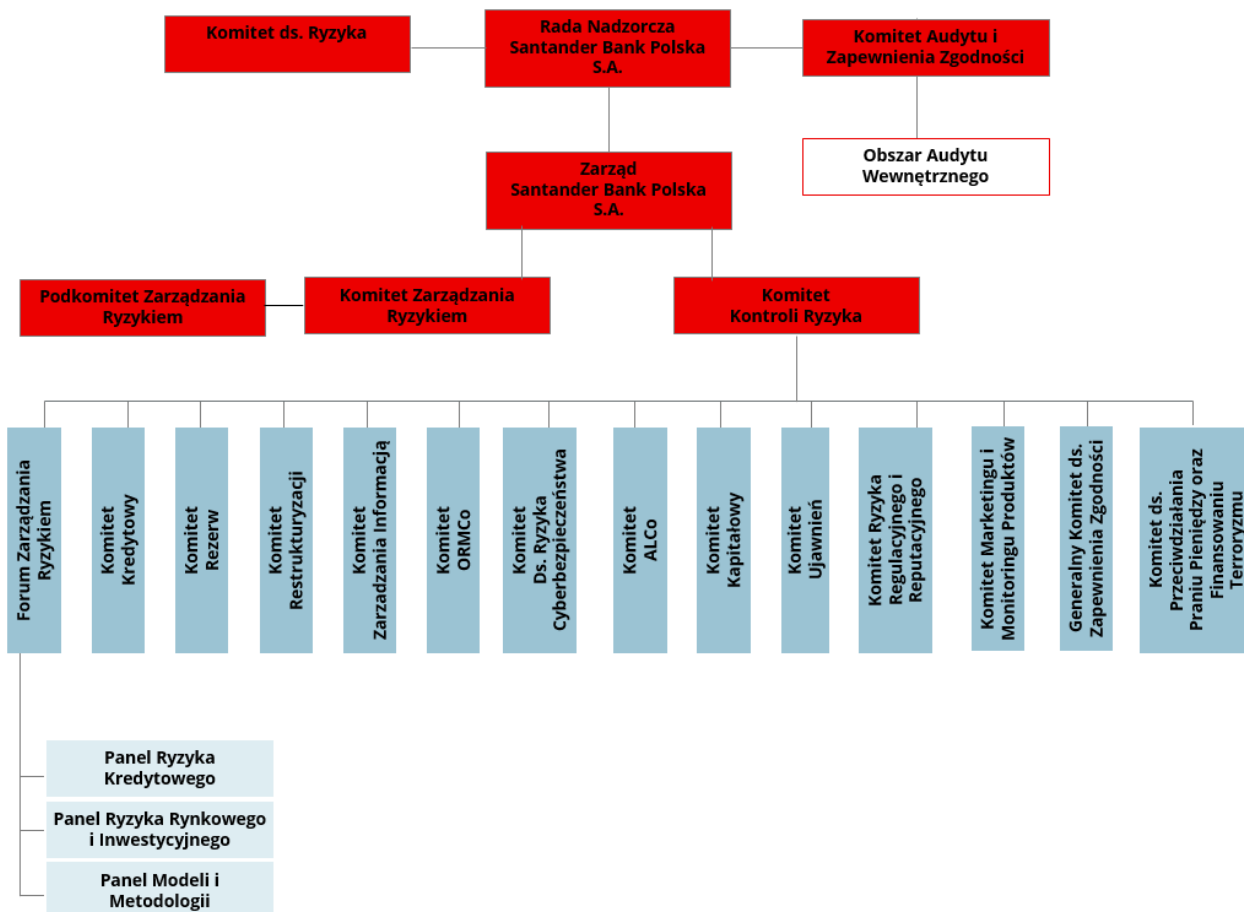 Komitet ds. Ryzyka
Rada Nadzorcza
Santander Bank Polska
S.A.
Komitet Audytu i
Zapewnienia Zgodności
Obszar Audytu
Wewnętrznego
Zarząd
Santander Bank Polska
S.A.
Podkomitet Zarządzania
Ryzykiem
Komitet Zarządzania
Ryzykiem
Komitet
Kontroli Ryzyka
Forum Zarządzania
Ryzykiem
Komitet
Kredytowy
Komitet
Rezerw
Komitet
Restrukturyzacji
Komitet
Zarzadzania Informacją
Komitet
ORMCo
Komitet
Ds. Ryzyka
Cyberbezpieczeństwa
Komitet
ALCo
Komitet
Kapitałowy
Komitet
Ujawnień
Komitet Ryzyka
Regulacyjnego i
Reputacyjnego
Komitet Marketingu i
Monitoringu Produktów
Generalny Komitet ds.
Zapewnienia Zgodności
Komitet ds.
Przeciwdziałania
Praniu Pieniędzy oraz
Finansowaniu
Terroryzmu
Panel Ryzyka
Kredytowego
Panel Ryzyka Rynkowego
i Inwestycyjnego
Panel Modeli i
Metodologii